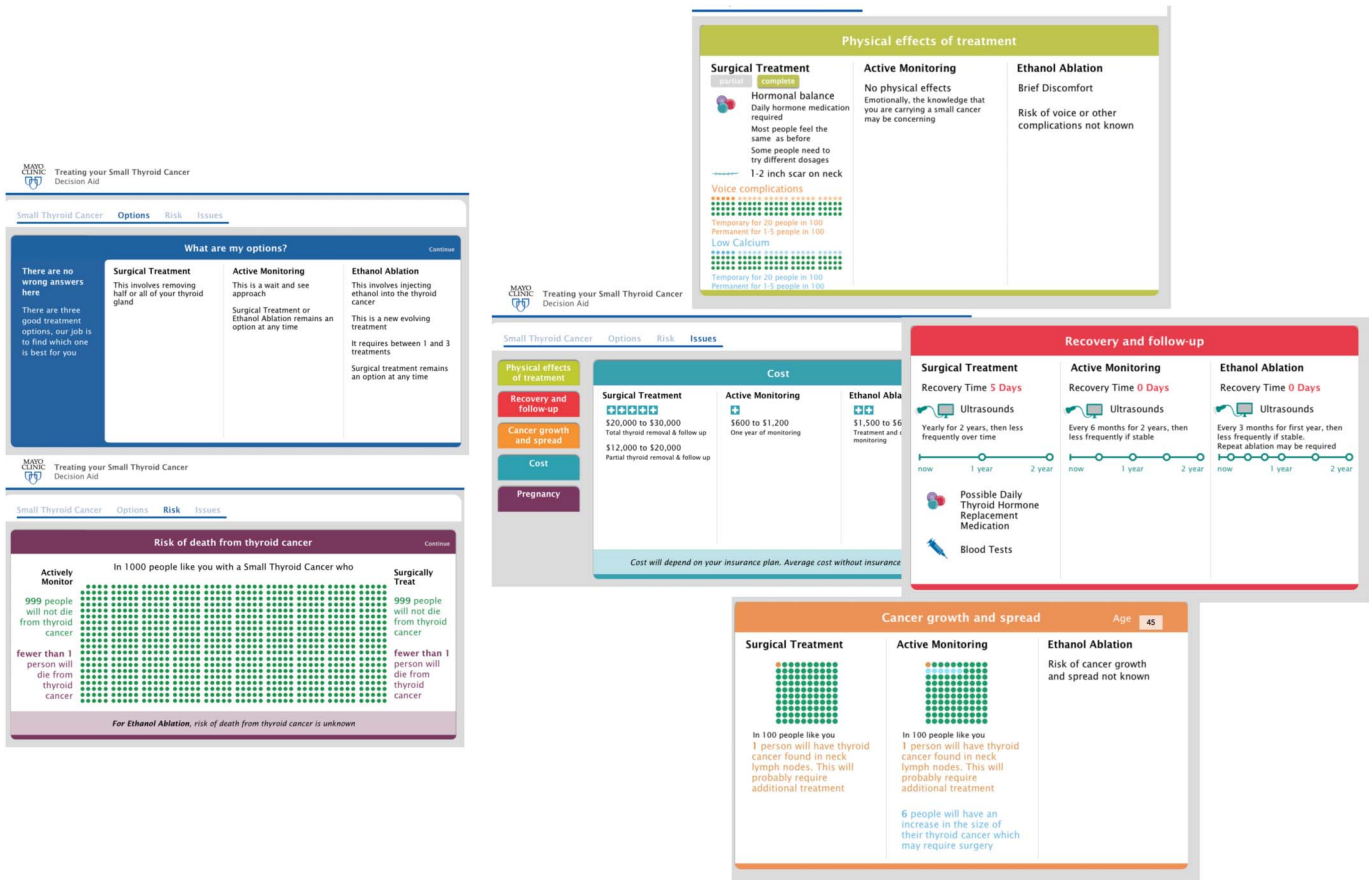 MAYO
CLINIC
Treating your Small Thyroid Cancer
Decision Aid
Small Thyroid Cancer Options Risk Issues
What are my options?
Continue
There are no
wrong answers
here
There are three
good treatment
options, our job is
to find which one
is best for you
Surgical Treatment
This involves removing
half or all of your thyroid
gland
Active Monitoring
This is a wait and see
approach
Surgical Treatment or
Ethanol Ablation remains an
option at any time
Ethanol Ablation
This involves injecting
ethanol into the thyroid
cancer
This is a new evolving
treatment
It requires between 1 and 3
treatments
Surgical treatment remains
an option at any time
MAYO
CLINIC
Treating your Small Thyroid Cancer
Decision Aid
Small Thyroid Cancer Options Risk Issues
Risk of death from thyroid cancer
Continue
In 1000 people like you with a Small Thyroid Cancer who
Actively
Monitor
999 people
will not die
from thyroid
cancer
fewer than 1
person will
die from
thyroid
cancer
Surgically
Treat
999 people
will not die
from thyroid
cancer
fewer than 1
person will
die from
thyroid
cancer
For Ethanol Ablation, risk of death from thyroid cancer is unknown
Physical effects of treatment
Surgical Treatment
partial complete
Hormonal balance
Daily hormone medication
required
Most people feel the
same as before
Some people need to
try different dosages
1-2 inch scar on neck
Voice complications
Temporary for 20 people in 100
Permanent for 1-5 people in 100
Low Calcium
Temporary for 20 people in 100
Permanent for 1-5 people in 100
Active Monitoring
No physical effects
Emotionally, the knowledge that
you are carrying a small cancer
may be concerning
Ethanol Ablation
Brief Discomfort
Risk of voice or other
complications not known
MAYO
CLINIC
Treating your Small Thyroid Cancer
Decision Aid
Small Thyroid Cancer Options Risk Issues
Physical effects
of treatment
Recovery and
follow-up
Cancer growth
and spread
Cost
Pregnancy
Cost
Surgical Treatment
$20,000 to $30,000
Total thyroid removal & follow up
$12,000 to $20,000
Partial thyroid removal & follow up
Active Monitoring
$600 to $1,200
One year of monitoring
Ethanol Abla
$1,500 to $6
Treatment and
monitoring
Cost will depend on your insurance plan. Average cost without insurance
Recovery and follow-up
Surgical Treatment
Recovery Time 5 Days
Ultrasounds
Yearly for 2 years, then less
frequently over time
now 1 year 2 year
Possible Daily
Thyroid Hormone
Replacement
Medication
Blood Tests
Active Monitoring
Recovery Time 0 Days
Ultrasounds
Every 6 months for 2 years, then
less frequently if stable
now 1 year 2 year
Ethanol Ablation
Recovery Time 0 Days
Ultrasounds
Every 3 months for first year, then
less frequently if stable.
Repeat ablation may be required
now 1 year 2 year
Cancer growth and spread
Age 45
Surgical Treatment
In 100 people like you
1 person will have thyroid
cancer found in neck
lymph nodes. This will
probably require
additional treatment
Active Monitoring
In 100 people like you
1 person will have thyroid
cancer found in neck
lymph nodes. This will
probably require
additional treatment
6 people will have an
increase in the size of
their thyroid cancer which
may require surgery
Ethanol Ablation
Risk of cancer growth
and spread not known